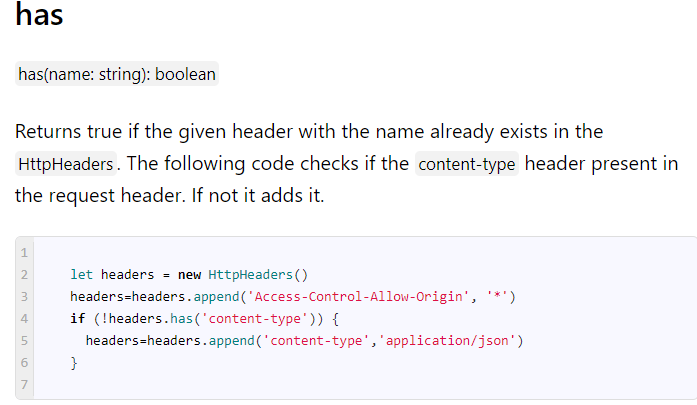 has
has(name: string): boolean
Returns true if the given header with the name already exists in the
HttpHeaders. The following code checks if the content-type header present in
the request header. If not it adds it.
1
2 let headers = new HttpHeaders()
3 headers=headers.append('Access-Control-Allow-Origin', '*')
4 if (!headers.has('content-type')) {
5 headers=headers.append('content-type','application/json')
6 }
7